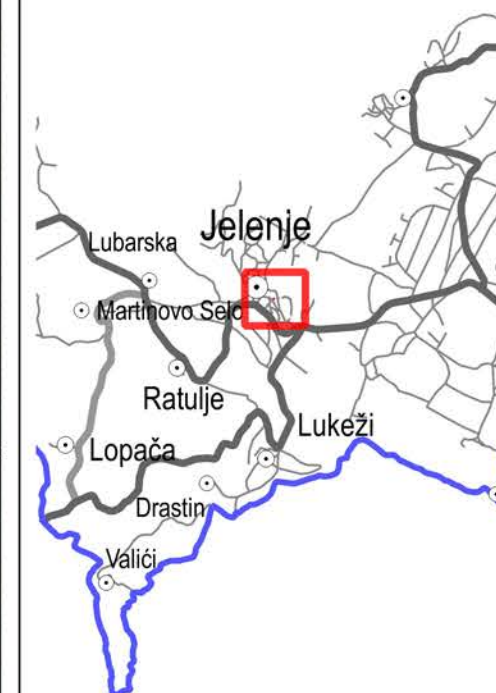 Jelenje
Lubarska
Martinovo Selo
Ratulje
Lukeži
Lopača
Drastin
Valići